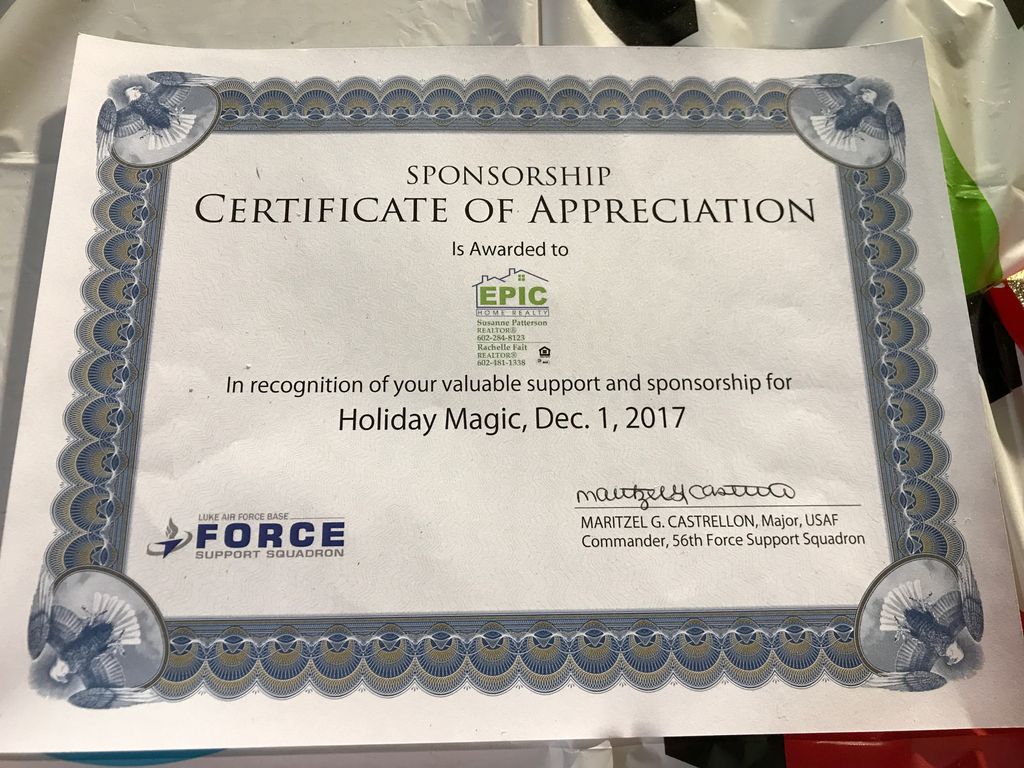 SPONSORSHIP
CERTIFICATE OF APPRECIATION
Is Awarded to
EPIC
HOME REALTY
Susanne Patterson
REALTOR®
602-284-8123
Rachelle Fait
REALTOR®
602-481-1338
In recognition of your valuable support and sponsorship for
Holiday Magic, Dec. 1, 2017
LUKE AIR FORCE BASE
FORCE
SUPPORT SQUADRON
MARITZEL G. CASTRELLON, Major, USAF
Commander, 56th Force Support Squadron